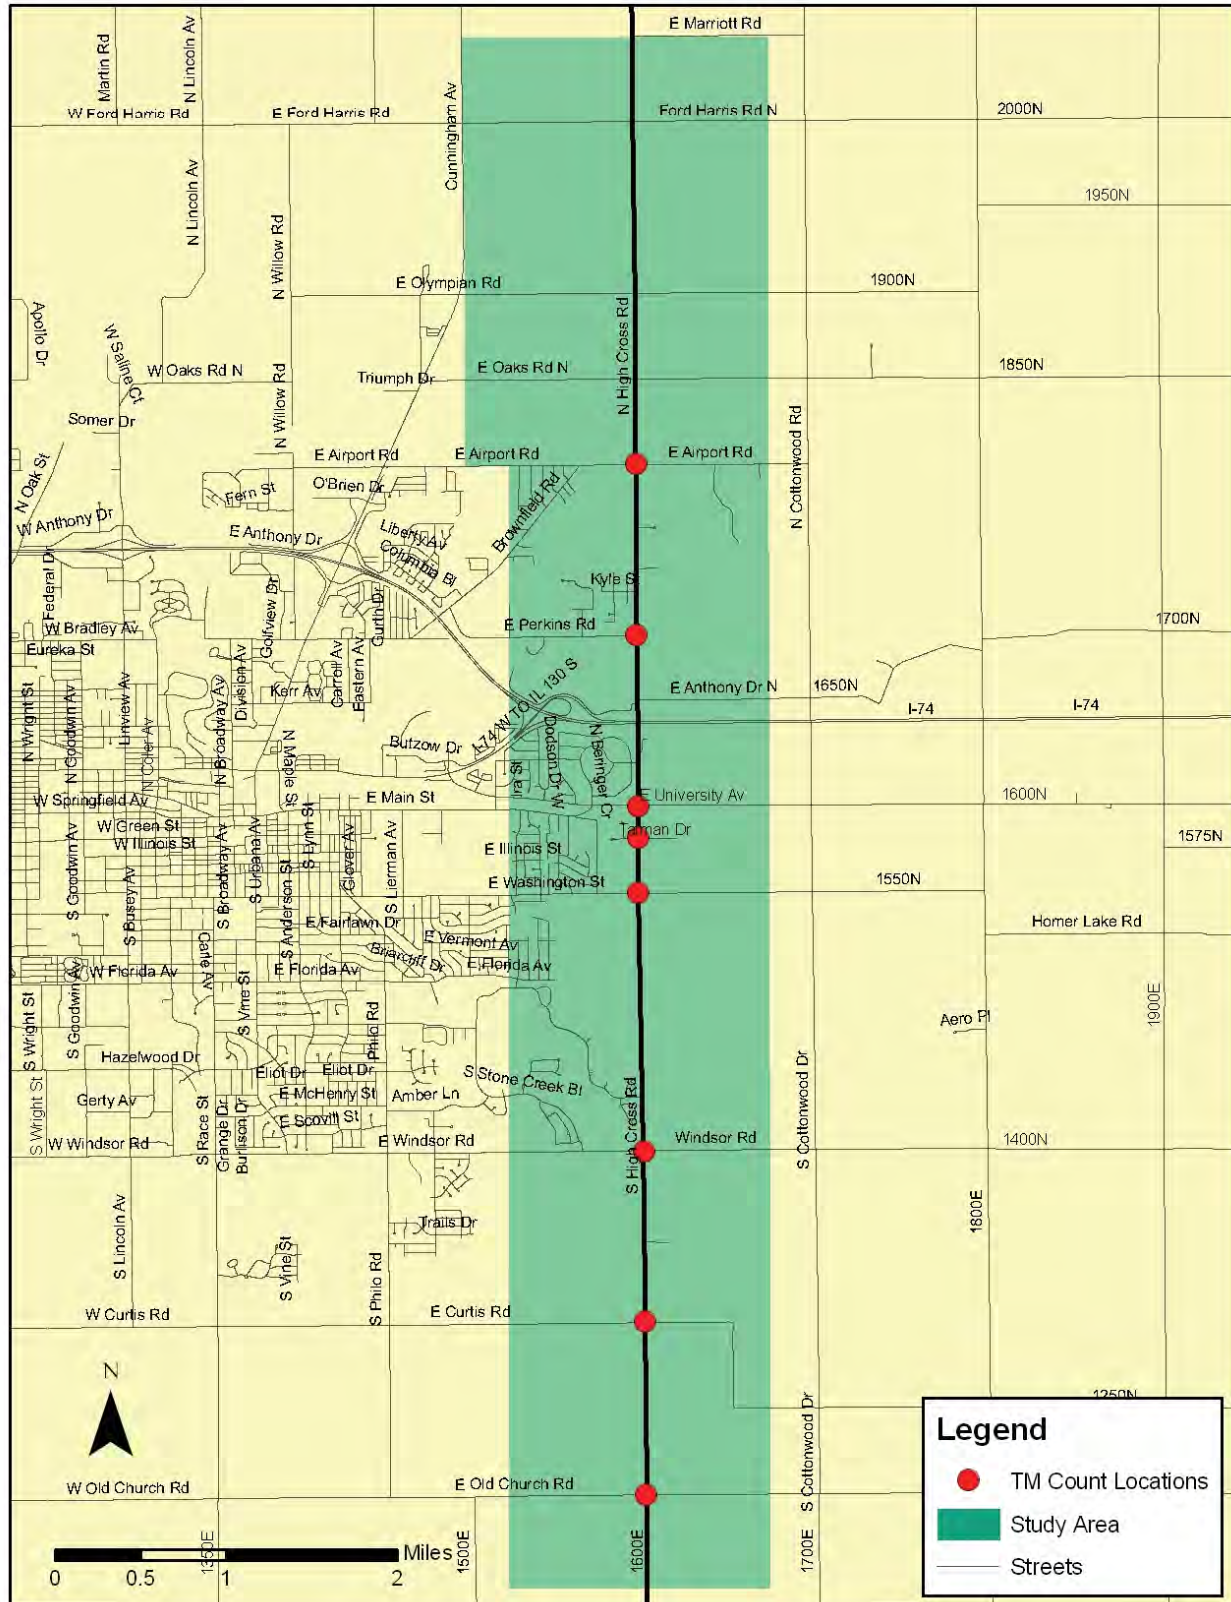 E Marriott Rd
Martin Rd
N Lincoln Av
Cunningham Av
W Ford Harris Rd
E Ford Harris Rd
Ford Harris Rd N
2000N
N Lincoln Av
1950N
N Willow Rd
E Olympian Rd
1900N
Apollo Dr
W Saline Ct
N High Cross Rd
W Oaks Rd N
Triumph Dr
E Oaks Rd N
1850N
N Willow Rd
Somer Dr
N Cottonwood Rd
N Oak St
E Airport Rd
E Airport Rd
E Airport Rd
Fern St
O'Brien Dr
Brownfield Rd
W Anthony Dr
E Anthony Dr
Liberty Av
Columbia Bl
Federal Dr
Golfview Dr
Gurth Dr
Kyle S
W Bradley Av
E Perkins Rd
1700N
Eureka St
Division Av
Carroll Av
Eastern Av
Kerr Av
I-74 W TO IL 130 S
E Anthony Dr N
1650N
I-74
I-74
N Wright St
N Goodwin Av
Linview Av
N Coler Av
N Broadway Av
N Maple St
Butzow Dr
Ira St
Dodson Dr W
N Beringer Cr
W Springfield Av
E Main St
E University Av
1600N
W Green St
W Illinois St
Tatman Dr
1575N
S Goodwin Av
S Busey Av
S Broadway Av
S Urbana Av
S Lynn St
S Anderson St
Glover Av
S Lierman Av
E Illinois St
E Washington St
1550N
E Fairlawn Dr
E Vermont Av
Homer Lake Rd
Briarcliff Dr
W Florida Av
E Florida Av
E Florida Av
Cate Av
S Vine St
S Wright St
S Goodwin Av
Philo Rd
1900E
Aero Pl
Hazelwood Dr
Eliot Dr
Eliot Dr
S Stone Creek Bl
S Wright St
Gerty Av
E McHenry St
Amber Ln
E Scovill St
S Race St
Grange Dr
Burlison Dr
S High Cross Rd
S Cottonwood Dr
W Windsor Rd
E Windsor Rd
Windsor Rd
1400N
S Lincoln Av
S Vine St
S Philo Rd
Trails Dr
1800E
W Curtis Rd
E Curtis Rd
1250N
N
S Cottonwood Dr
W Old Church Rd
E Old Church Rd
1350E
1500E
1600E
1700E
Miles
0 0.5 1 2
Legend
TM Count Locations
Study Area
Streets